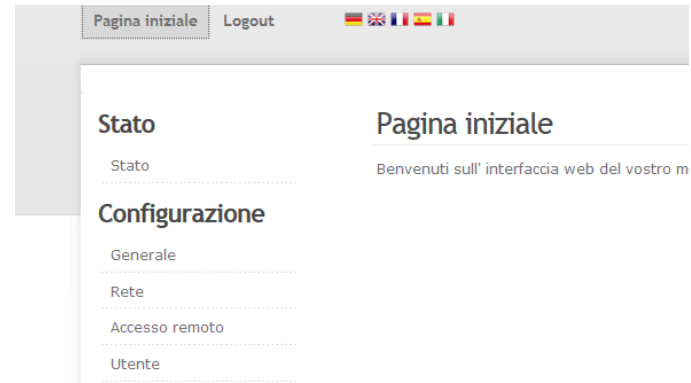 Pagina iniziale Logout
Stato
Stato
Configurazione
Generale
Rete
Accesso remoto
Utente
Pagina iniziale
Benvenuti sull' interfaccia web del vostro